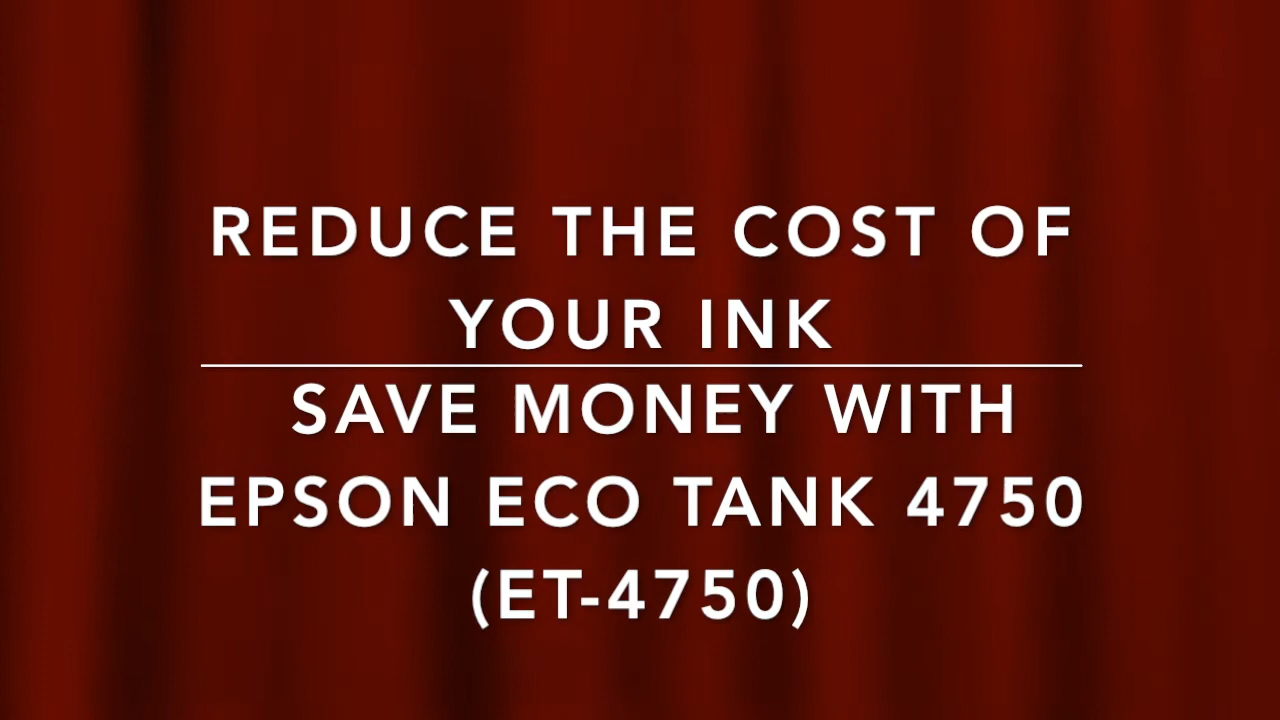 REDUCE THE COST OF
YOUR INK
SAVE MONEY WITH
EPSON ECO TANK 4750
(ET-4750)